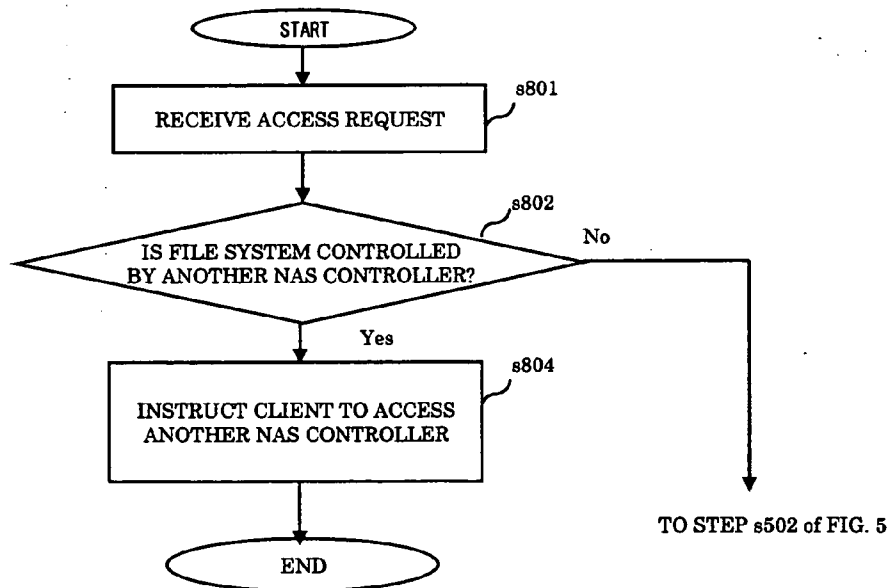 START
s801
RECEIVE ACCESS REQUEST
s802
No
IS FILE SYSTEM CONTROLLED
BY ANOTHER NAS CONTROLLER?
Yes
s804
INSTRUCT CLIENT TO ACCESS
ANOTHER NAS CONTROLLER
TO STEP s502 of FIG. 5
END